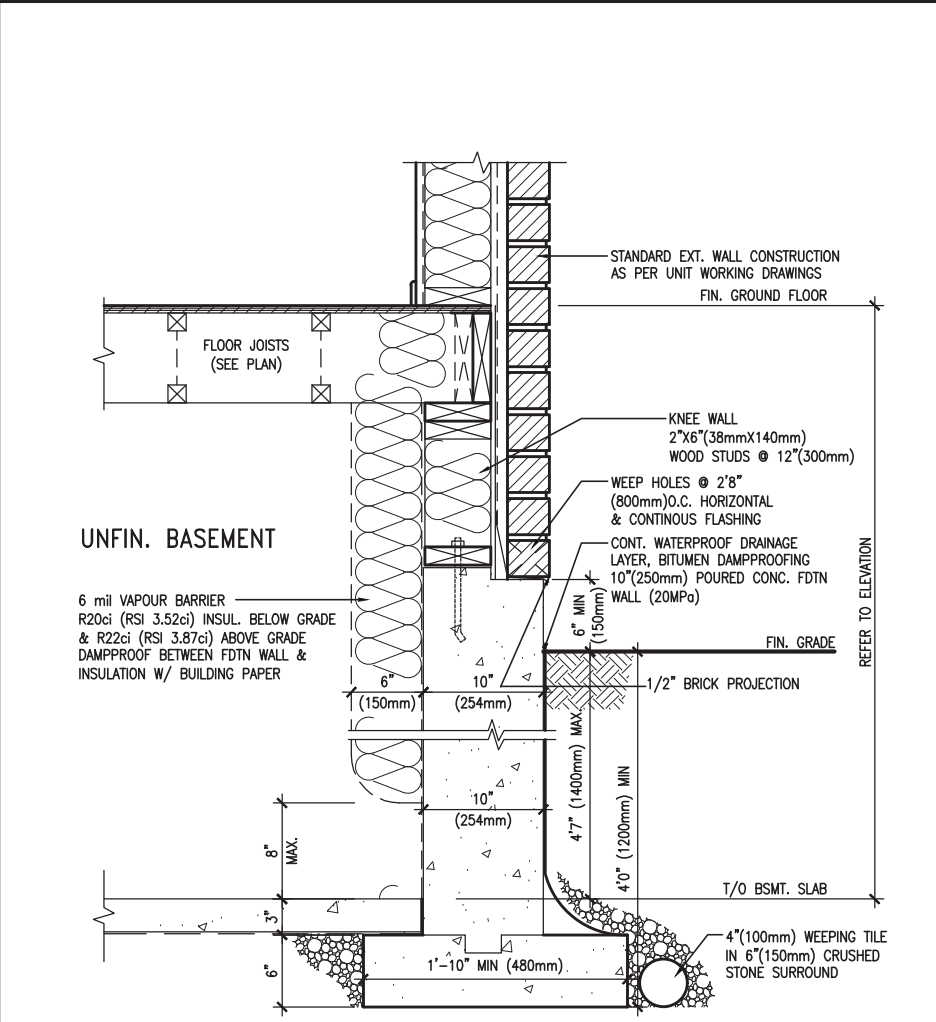 STANDARD EXT. WALL CONSTRUCTION
AS PER UNIT WORKING DRAWINGS
FIN. GROUND FLOOR
FLOOR JOISTS
(SEE PLAN)
KNEE WALL
2"X6"(38mmX140mm)
WOOD STUDS @ 12"(300mm)
WEEP HOLES @ 2'8"
(800mm)O.C. HORIZONTAL
& CONTINOUS FLASHING
UNFIN. BASEMENT
CONT. WATERPROOF DRAINAGE
LAYER, BITUMEN DAMPPROOFING
10"(250mm) POURED CONC. FDTN
WALL (20MPa)
6" MIN
(150mm)
REFER TO ELEVATION
6 mil VAPOUR BARRIER
R20ci (RSI 3.52ci) INSUL. BELOW GRADE
& R22ci (RSI 3.87ci) ABOVE GRADE
DAMPPROOF BETWEEN FDTN WALL &
INSULATION W/ BUILDING PAPER
FIN. GRADE
6"
(150mm)
10"
(254mm)
1/2" BRICK PROJECTION
4'7" (1400mm) MAX.
4'0" (1200mm) MIN
10"
(254mm)
8"
MAX.
T/O BSMT. SLAB
3"
4"(100mm) WEEPING TILE
IN 6"(150mm) CRUSHED
STONE SURROUND
6"
1'-10" MIN (480mm)